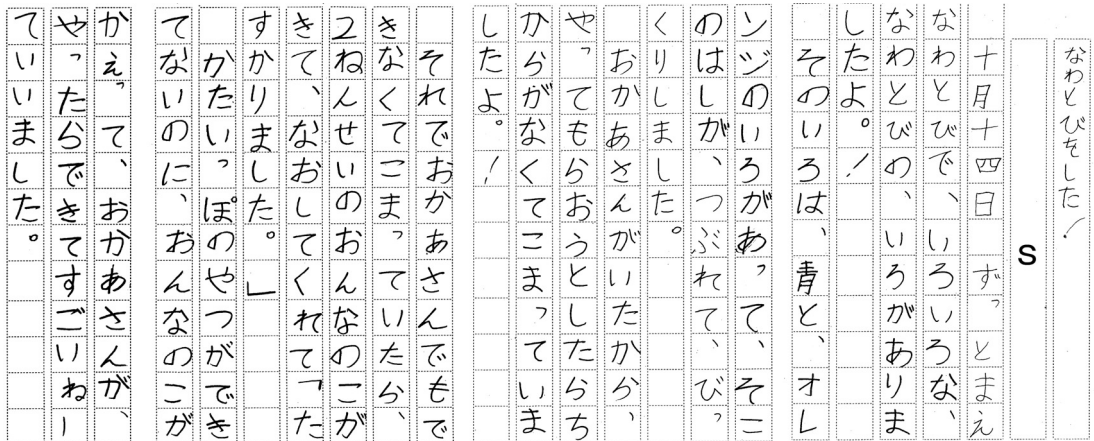 なわとびをした!
S
十月十四日 ずっとまえ
なわとびで、いろいろな、
なわとびの、いろがありま
したよ。!
そのいろは、青と、オレ
ンジのいろがあって、そこ
のはしが、つぶれて、びっ
くりしました。
おかあさんがいたから、
やってもらおうとしたらち
からがなくてこまっていま
したよ。!
それでおかあさんでもで
きなくてこまっていたら、
2ねんせいのおんなのこが
きて、なおしてくれて「た
すかりました。」
かたいっぽのやつができ
てないのに、おんなのこが
かえって、おかあさんが、
やったらできてすごいねー
ていいました。